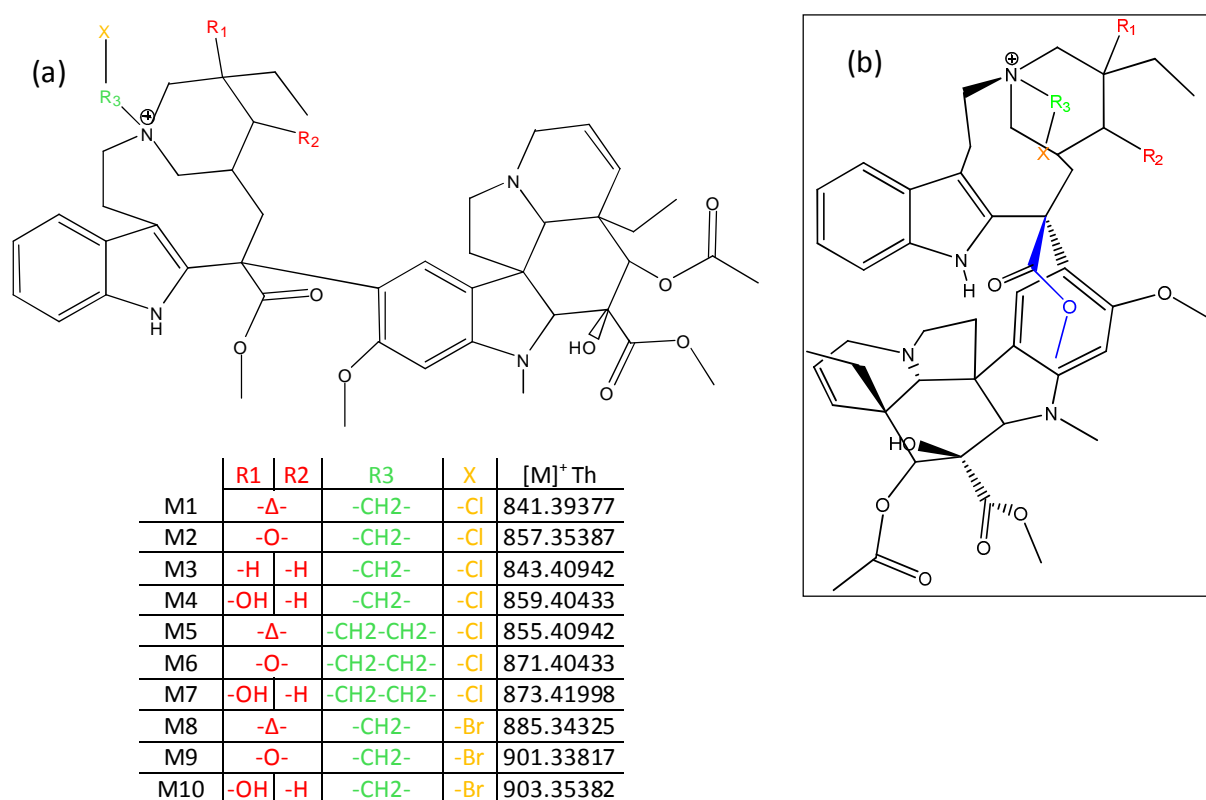 (a)
X
R3
R1
R2
N
N
O
O
NH
O
O
HO
N
O
O
O
(b)
R1
N
R3
X
R2
N
H
O
O
O
N
N
HO
O
O
O
O
R1 R2 R3 X [M]+ Th
M1 -Δ- -CH2- -Cl 841.39377
M2 -O- -CH2- -Cl 857.35387
M3 -H -H -CH2- -Cl 843.40942
M4 -OH -H -CH2- -Cl 859.40433
M5 -Δ- -CH2-CH2- -Cl 855.40942
M6 -O- -CH2-CH2- -Cl 871.40433
M7 -OH -H -CH2-CH2- -Cl 873.41998
M8 -Δ- -CH2- -Br 885.34325
M9 -O- -CH2- -Br 901.33817
M10 -OH -H -CH2- -Br 903.35382